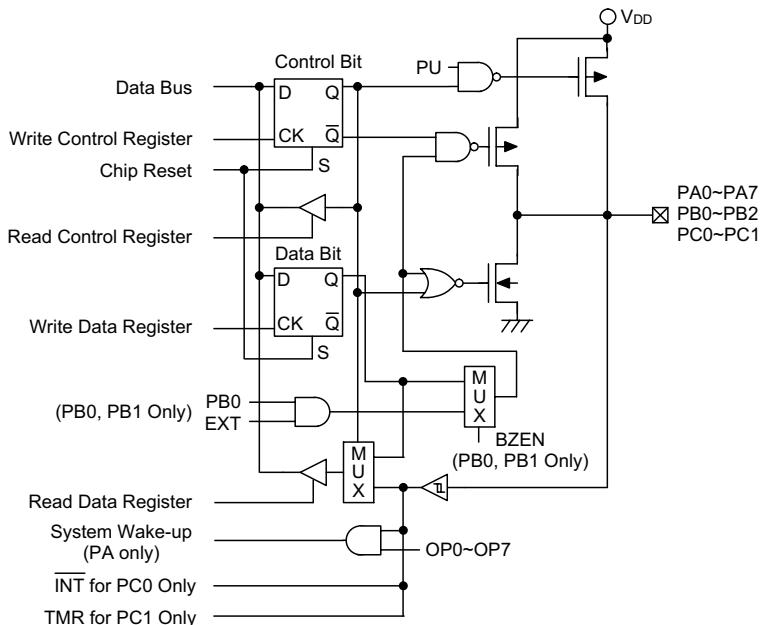 VDD
Control Bit
PU
Data Bus
D Q
Write Control Register
CK Q̅
Chip Reset
S
PA0~PA7
PB0~PB2
PC0~PC1
Read Control Register
Data Bit
D Q
Write Data Register
CK Q̅
S
M
U
X
PB0
(PB0, PB1 Only)
EXT
BZEN
(PB0, PB1 Only)
M
U
X
Read Data Register
System Wake-up
(PA only)
OP0~OP7
I̅N̅T̅ for PC0 Only
TMR for PC1 Only